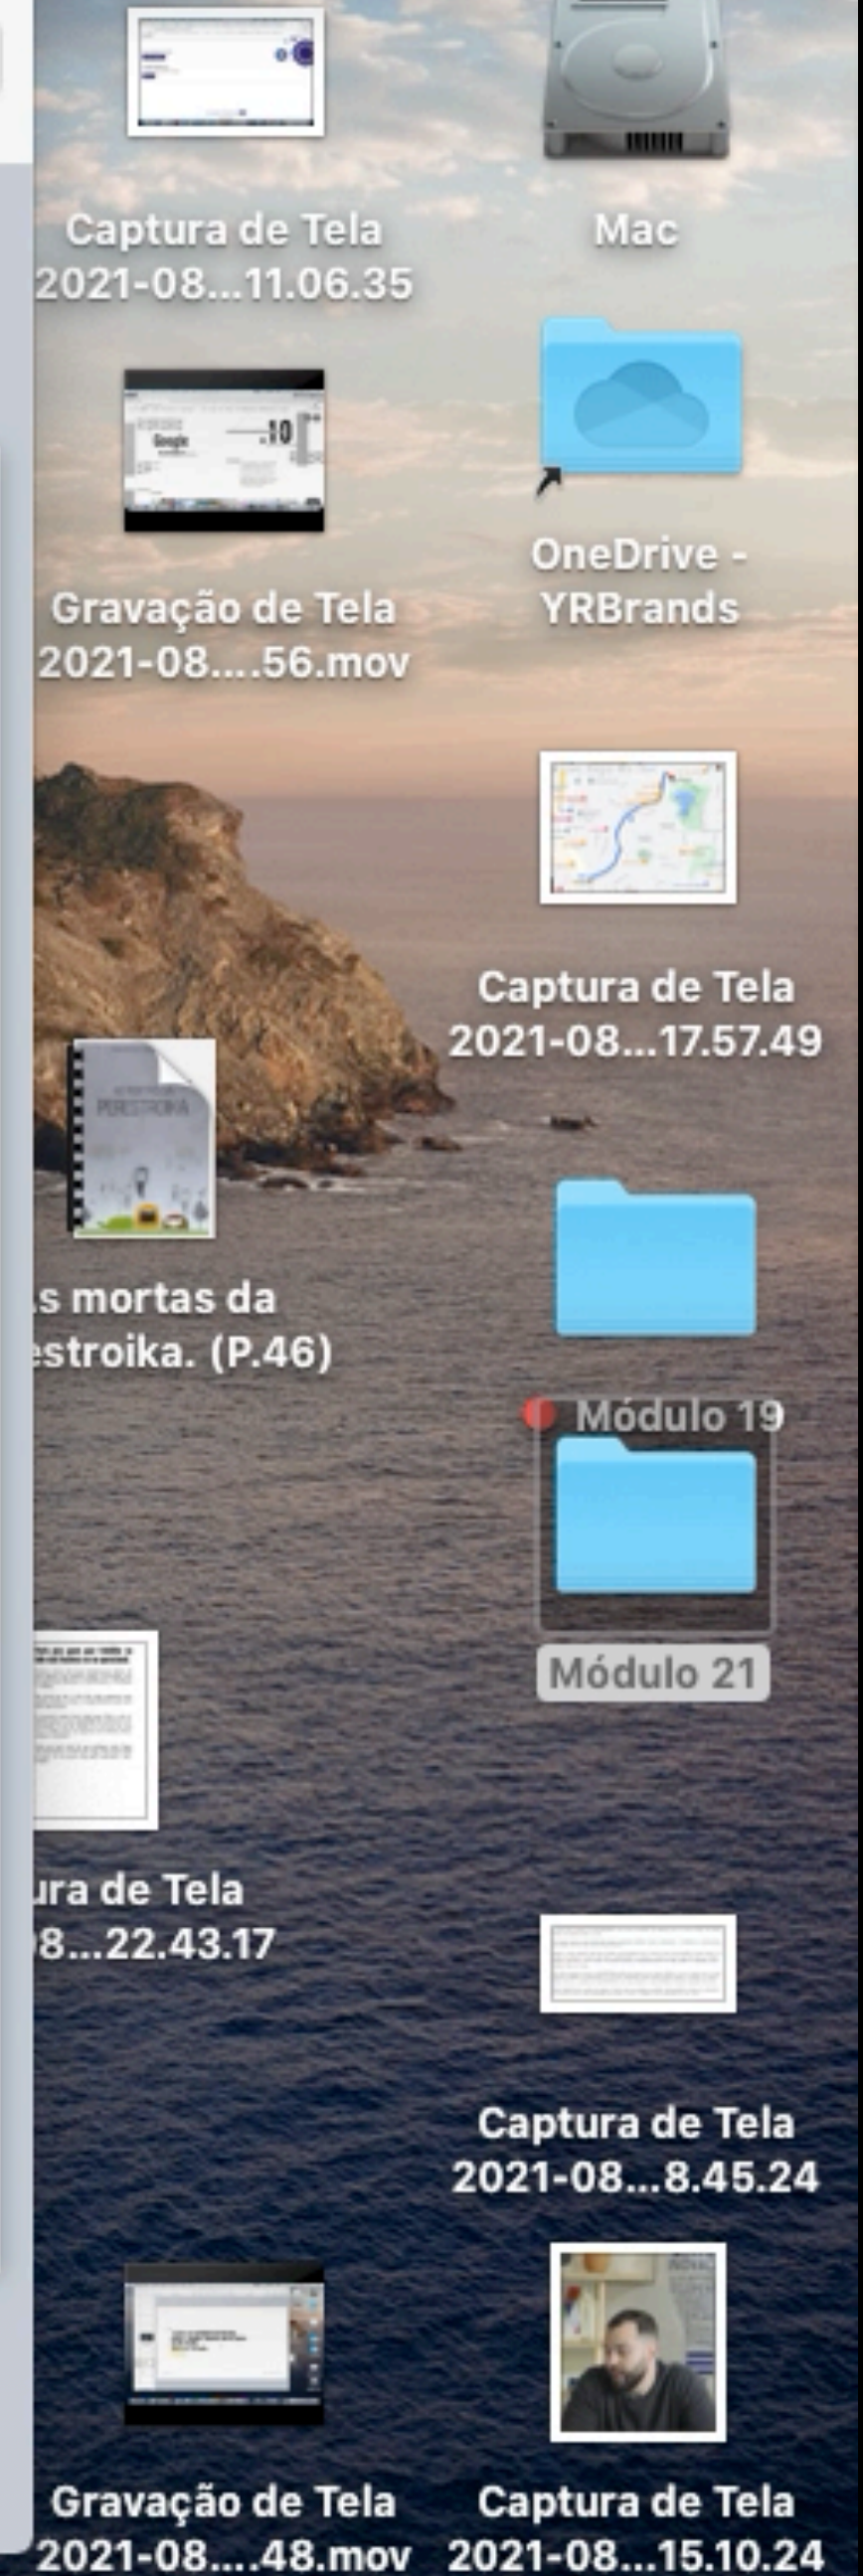 Captura de Tela
2021-08...11.06.35
Mac
Google
10
Gravação de Tela
2021-08....56.mov
OneDrive -
YRBrands
Captura de Tela
2021-08...17.57.49
PERESTROIKA
s mortas da
estroika. (P.46)
Módulo 19
Módulo 21
ura de Tela
8...22.43.17
Captura de Tela
2021-08...8.45.24
Gravação de Tela
2021-08....48.mov
Captura de Tela
2021-08...15.10.24